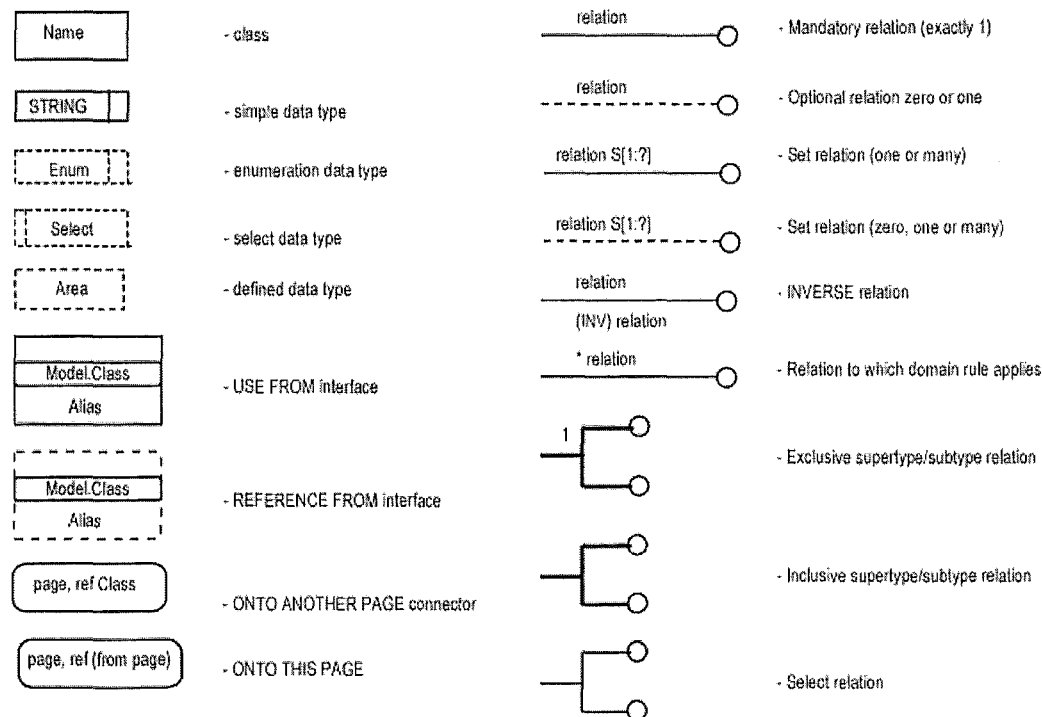 Name
- class
STRING
- simple data type
Enum
- enumeration data type
Select
- select data type
Area
- defined data type
Model.Class
Alias
- USE FROM interface
Model.Class
Alias
- REFERENCE FROM interface
page, ref Class
- ONTO ANOTHER PAGE connector
page, ref (from page)
- ONTO THIS PAGE
relation
- Mandatory relation (exactly 1)
relation
- Optional relation zero or one
relation S[1:?]
- Set relation (one or many)
relation S[1:?]
- Set relation (zero, one or many)
relation
(INV) relation
- INVERSE relation
* relation
- Relation to which domain rule applies
1
- Exclusive supertype/subtype relation
- Inclusive supertype/subtype relation
- Select relation